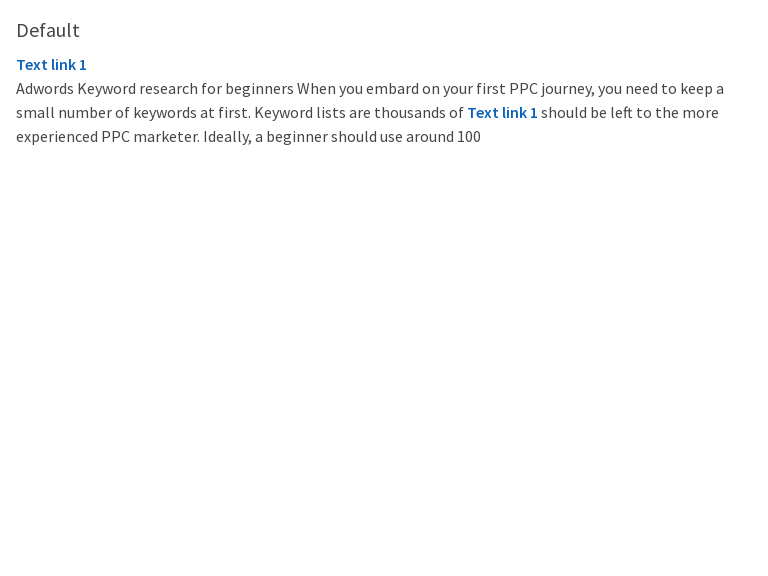 Default
Text link 1
Adwords Keyword research for beginners When you embard on your first PPC journey, you need to keep a
small number of keywords at first. Keyword lists are thousands of Text link 1 should be left to the more
experienced PPC marketer. Ideally, a beginner should use around 100